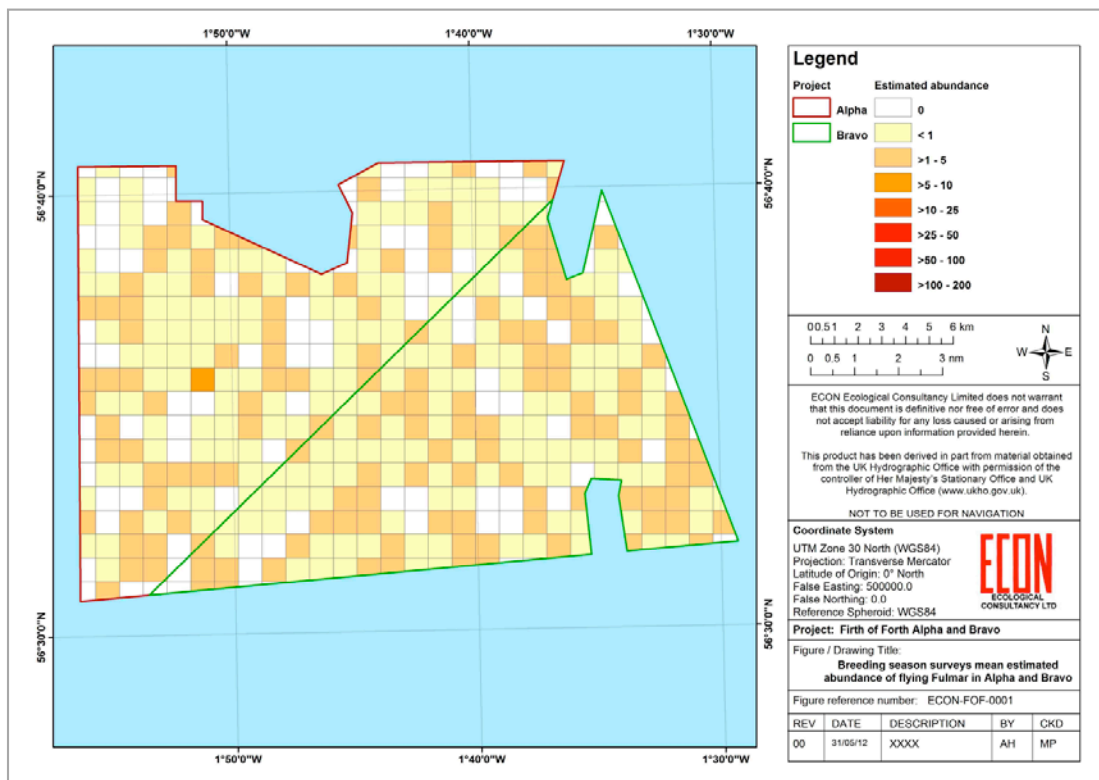 1°50'0"W 1°40'0"W 1°30'0"W
56°40'0"N 56°40'0"N
56°30'0"N 56°30'0"N
1°50'0"W 1°40'0"W 1°30'0"W
Legend
Project Estimated abundance
Alpha 0
Bravo < 1
>1 - 5
>5 - 10
>10 - 25
>25 - 50
>50 - 100
>100 - 200
0 0.5 1 2 3 4 5 6 km
0 0.5 1 2 3 nm
N
W E
S
ECON Ecological Consultancy Limited does not warrant
that this document is definitive nor free of error and does
not accept liability for any loss caused or arising from
reliance upon information provided herein.
This product has been derived in part from material obtained
from the UK Hydrographic Office with permission of the
controller of Her Majesty's Stationary Office and UK
Hydrographic Office (www.ukho.gov.uk).
NOT TO BE USED FOR NAVIGATION
Coordinate System
UTM Zone 30 North (WGS84)
Projection: Transverse Mercator
Latitude of Origin: 0° North
False Easting: 500000.0
False Northing: 0.0
Reference Spheroid: WGS84
ECON
ECOLOGICAL
CONSULTANCY LTD
Project: Firth of Forth Alpha and Bravo
Figure / Drawing Title:
Breeding season surveys mean estimated
abundance of flying Fulmar in Alpha and Bravo
Figure reference number: ECON-FOF-0001
REV DATE DESCRIPTION BY CKD
00 31/05/12 XXXX AH MP